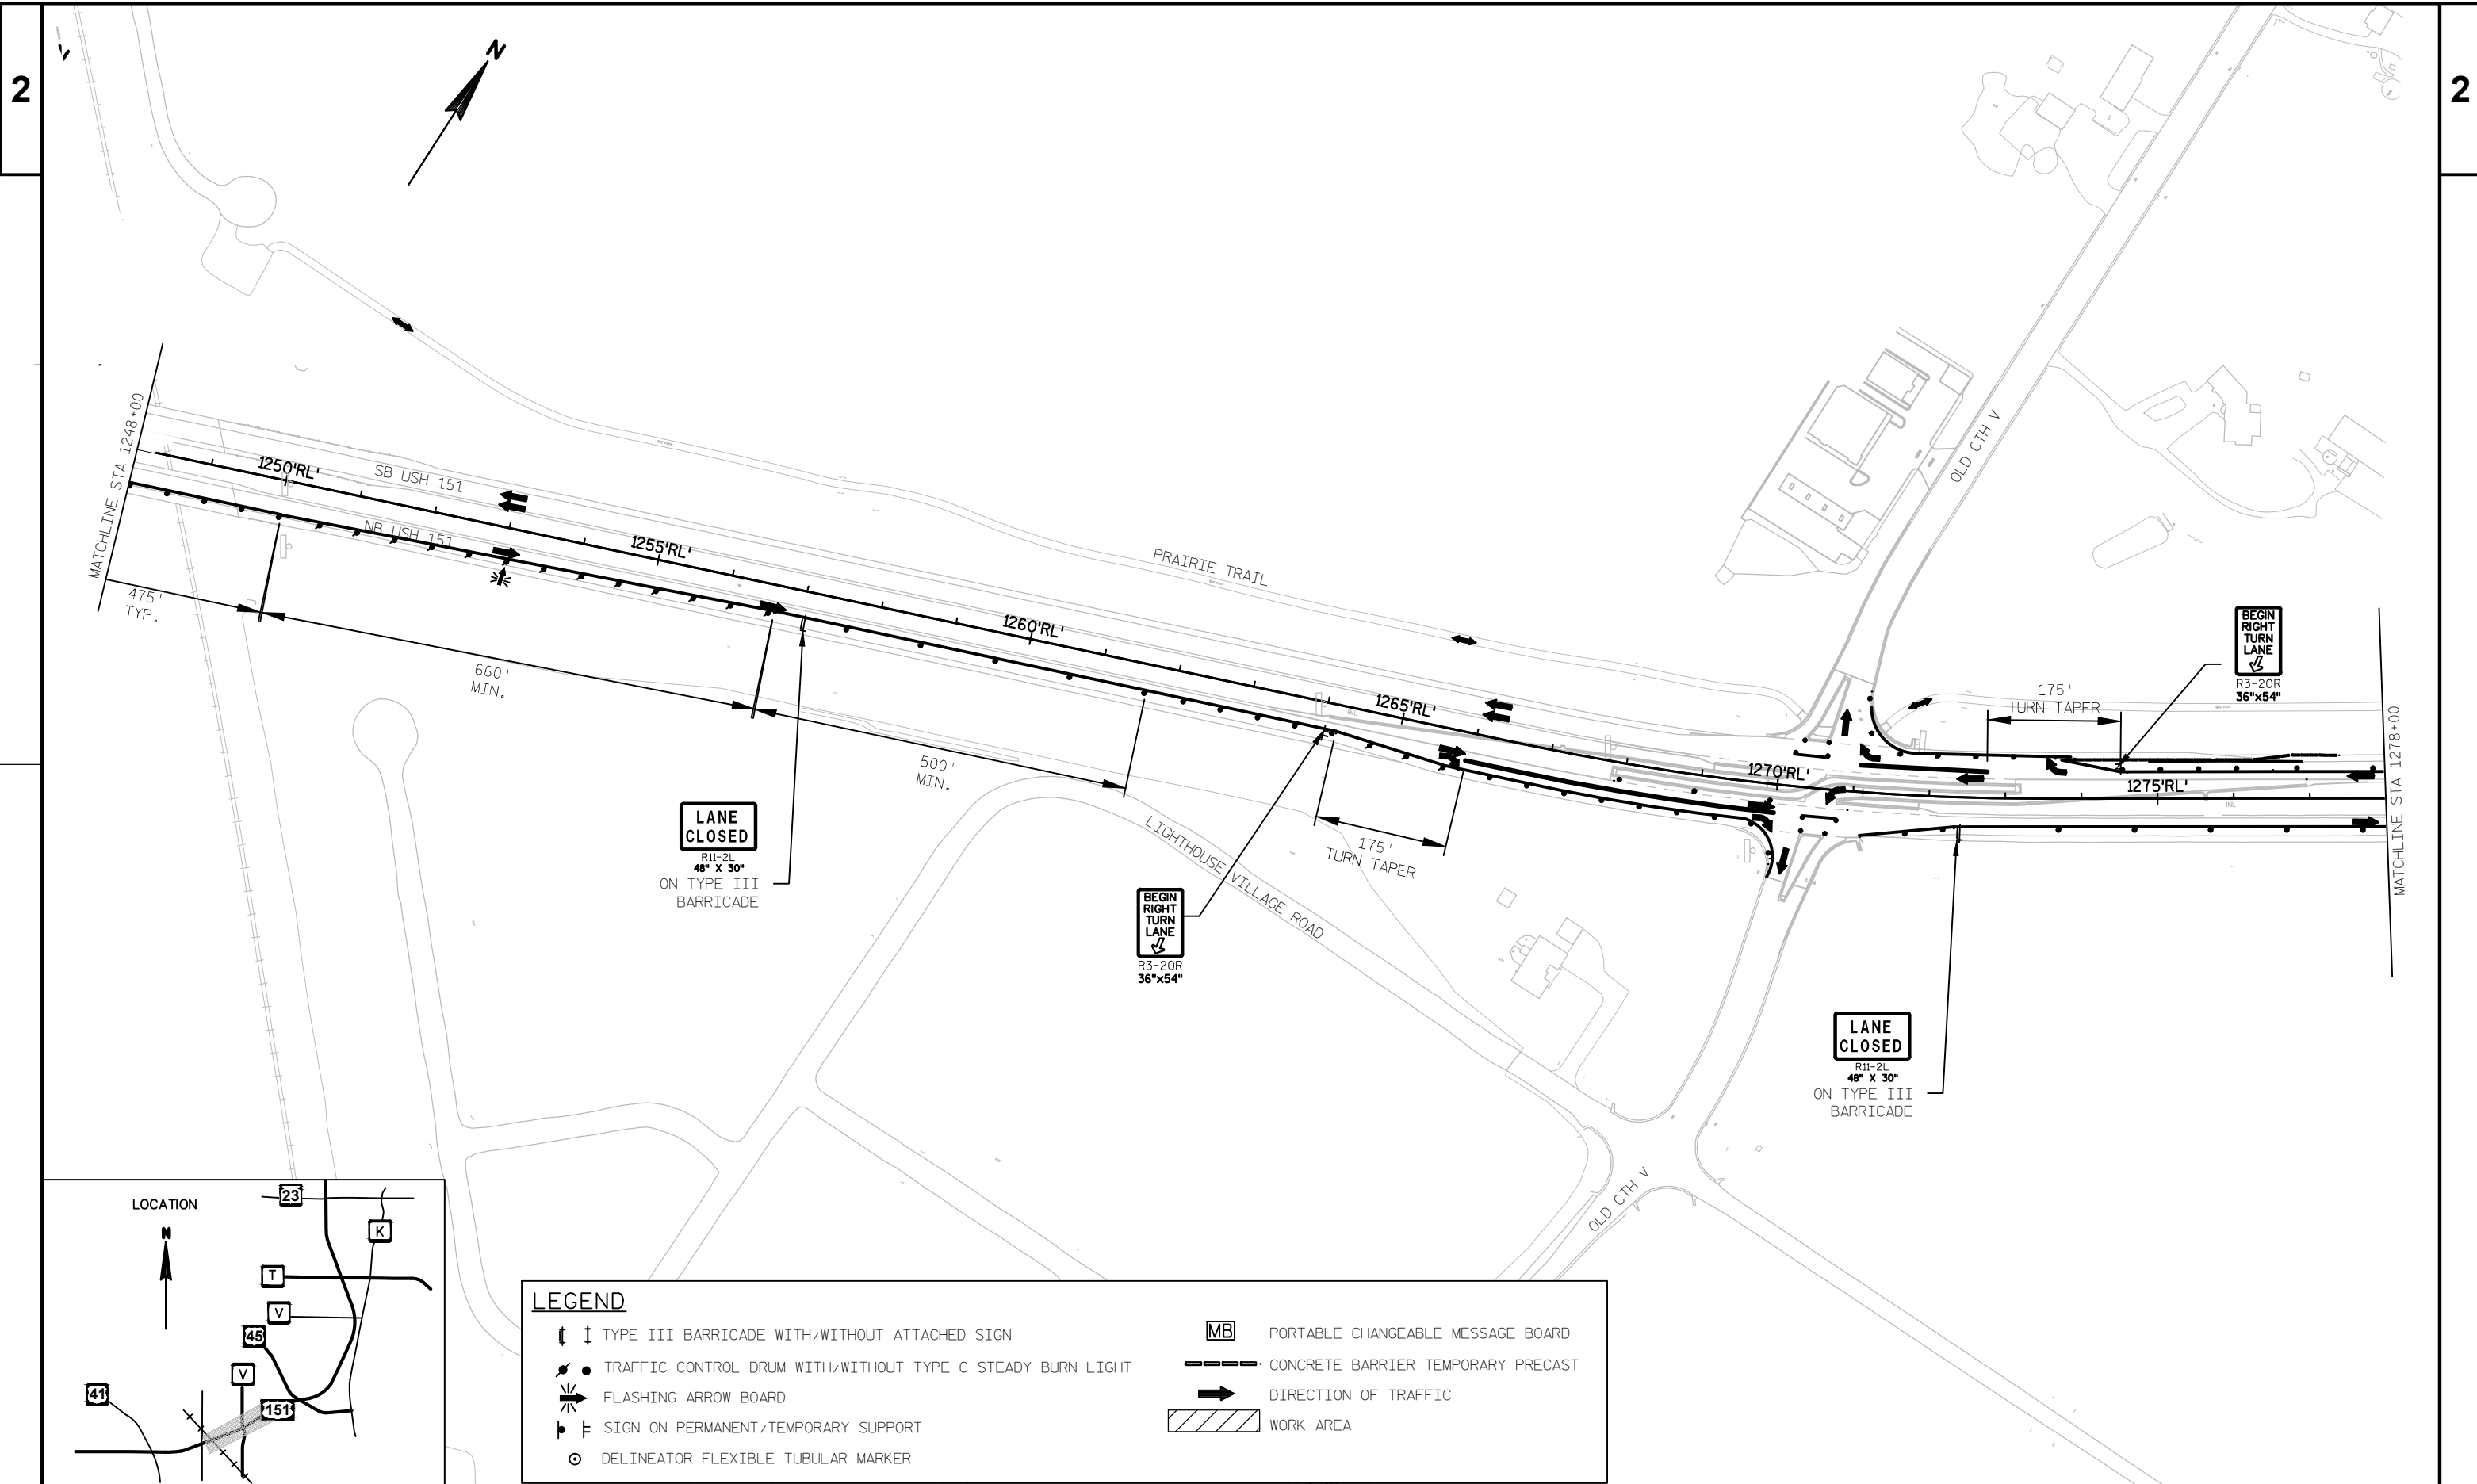 2
2
N
MATCHLINE STA 1248+00
1250'RL'
SB USH 151
NB USH 151
1255'RL'
1260'RL'
1265'RL'
1270'RL'
1275'RL'
PRAIRIE TRAIL
OLD CTH V
475'
TYP.
660'
MIN.
500'
MIN.
175'
TURN TAPER
175'
TURN TAPER
BEGIN
RIGHT
TURN
LANE
R3-20R
36"x54"
MATCHLINE STA 1278+00
LANE
CLOSED
R11-2L
48" X 30"
ON TYPE III
BARRICADE
LIGHTHOUSE VILLAGE ROAD
BEGIN
RIGHT
TURN
LANE
R3-20R
36"x54"
LANE
CLOSED
R11-2L
48" X 30"
ON TYPE III
BARRICADE
OLD CTH V
LOCATION
N
23
K
T
V
45
V
41
151
LEGEND
TYPE III BARRICADE WITH/WITHOUT ATTACHED SIGN
TRAFFIC CONTROL DRUM WITH/WITHOUT TYPE C STEADY BURN LIGHT
FLASHING ARROW BOARD
SIGN ON PERMANENT/TEMPORARY SUPPORT
DELINEATOR FLEXIBLE TUBULAR MARKER
MB PORTABLE CHANGEABLE MESSAGE BOARD
CONCRETE BARRIER TEMPORARY PRECAST
DIRECTION OF TRAFFIC
WORK AREA